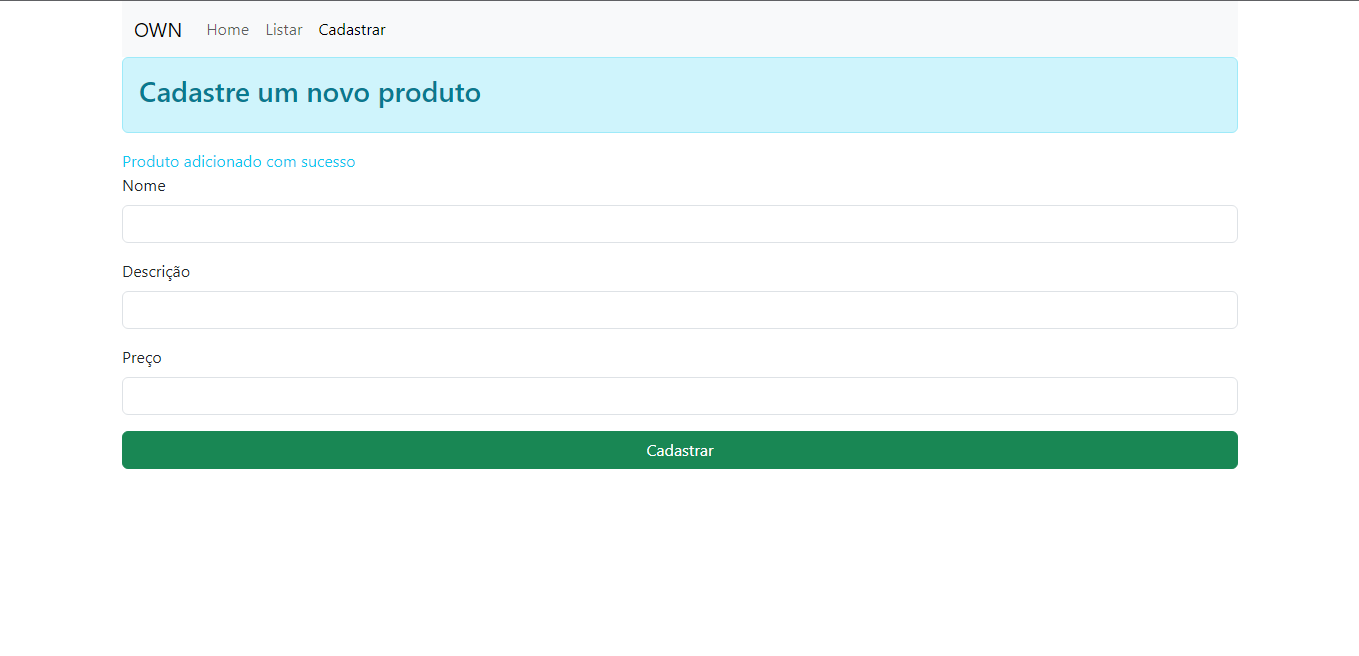 OWN Home Listar Cadastrar
Cadastre um novo produto
Produto adicionado com sucesso
Nome
Descrição
Preço
Cadastrar